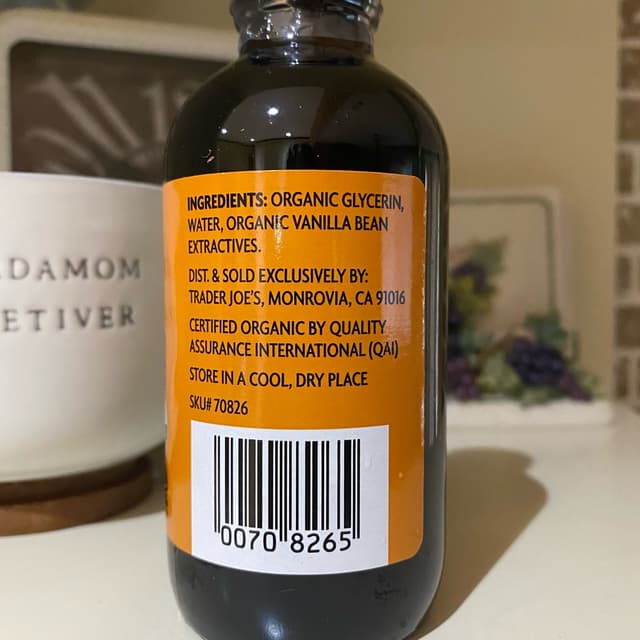 INGREDIENTS: ORGANIC GLYCERIN,
WATER, ORGANIC VANILLA BEAN
EXTRACTIVES.
DIST. & SOLD EXCLUSIVELY BY:
TRADER JOE'S, MONROVIA, CA 91016
CERTIFIED ORGANIC BY QUALITY
ASSURANCE INTERNATIONAL (QAI)
STORE IN A COOL, DRY PLACE
SKU# 70826
0070 8265
DAMOM
ETIVER